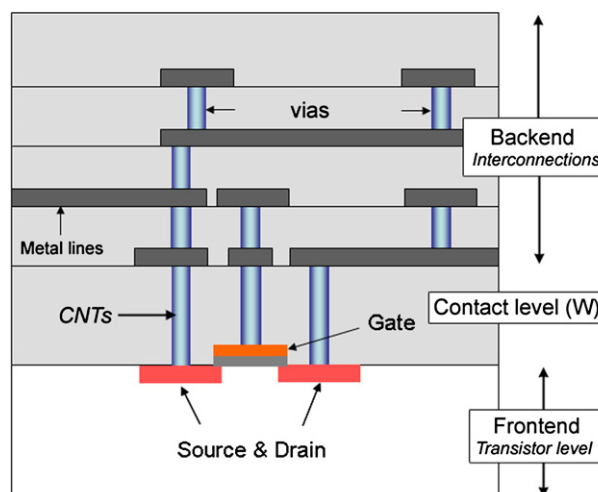 vias
Backend
Interconnections
Metal lines
CNTs
Contact level (W)
Gate
Source & Drain
Frontend
Transistor level